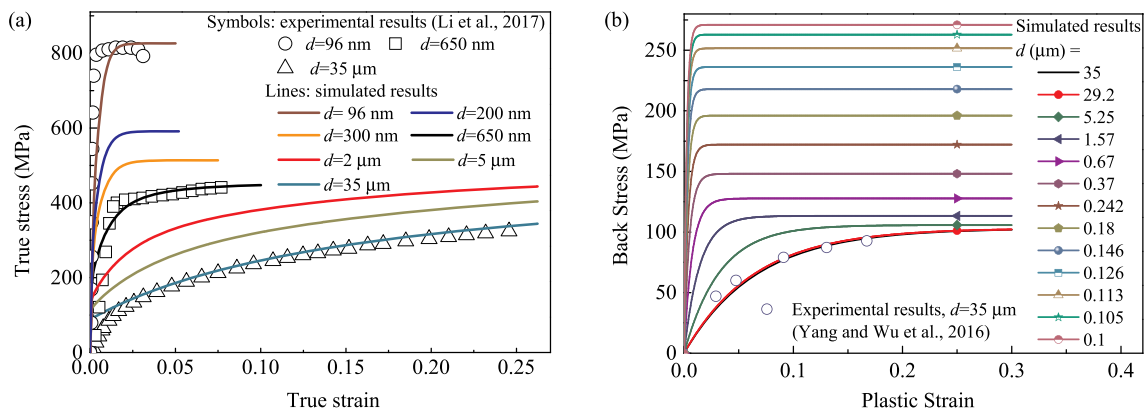 (a)
Symbols: experimental results (Li et al., 2017)
d=96 nm
d=650 nm
d=35 μm
Lines: simulated results
d= 96 nm
d=200 nm
d=300 nm
d=650 nm
d=2 μm
d=5 μm
d=35 μm
True stress (MPa)
800
600
400
200
0
0.00
0.05
0.10
0.15
0.20
0.25
True strain
(b)
Simulated results
d (μm) =
35
29.2
5.25
1.57
0.67
0.37
0.242
0.18
0.146
0.126
0.113
0.105
0.1
Experimental results, d=35 μm
(Yang and Wu et al., 2016)
Back Stress (MPa)
250
200
150
100
50
0
0.0
0.1
0.2
0.3
0.4
Plastic Strain